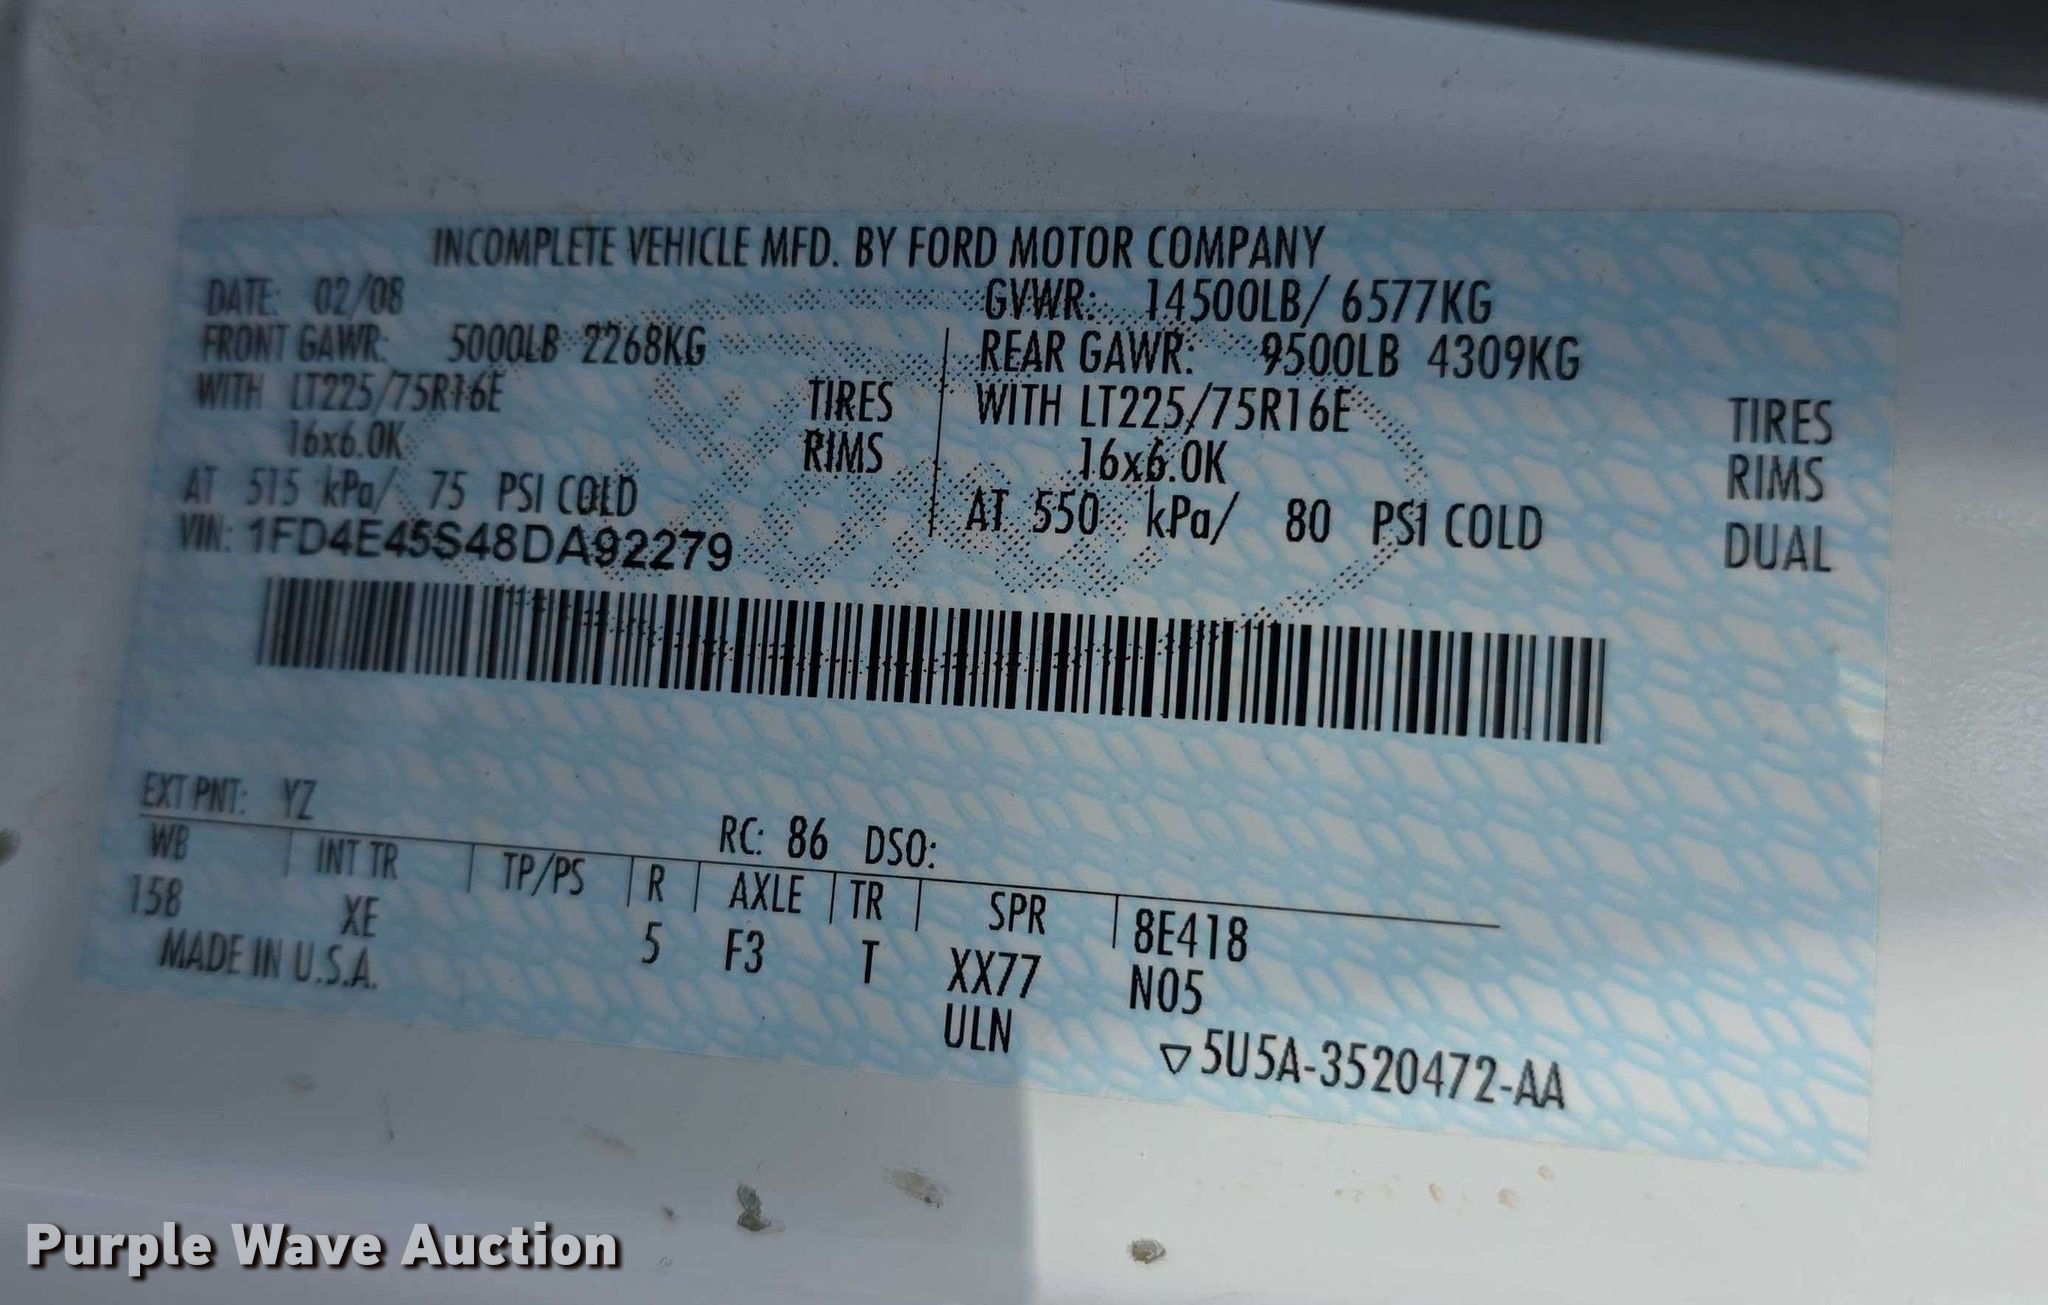 INCOMPLETE VEHICLE MFD. BY FORD MOTOR COMPANY
DATE: 02/08 GVWR: 14500LB/ 6577KG
FRONT GAWR: 5000LB 2268KG REAR GAWR: 9500LB 4309KG
WITH LT225/75R16E TIRES WITH LT225/75R16E TIRES
16x6.0K RIMS 16x6.0K RIMS
AT 515 kPa/ 75 PSI COLD AT 550 kPa/ 80 PSI COLD DUAL
VIN: 1FD4E45S48DA92279
EXT PNT: YZ RC: 86 DSO:
WB INT TR TP/PS R AXLE TR SPR 8E418
158 XE 5 F3 T XX77 N05
MADE IN U.S.A. ULN
▽5U5A-3520472-AA
Purple Wave Auction